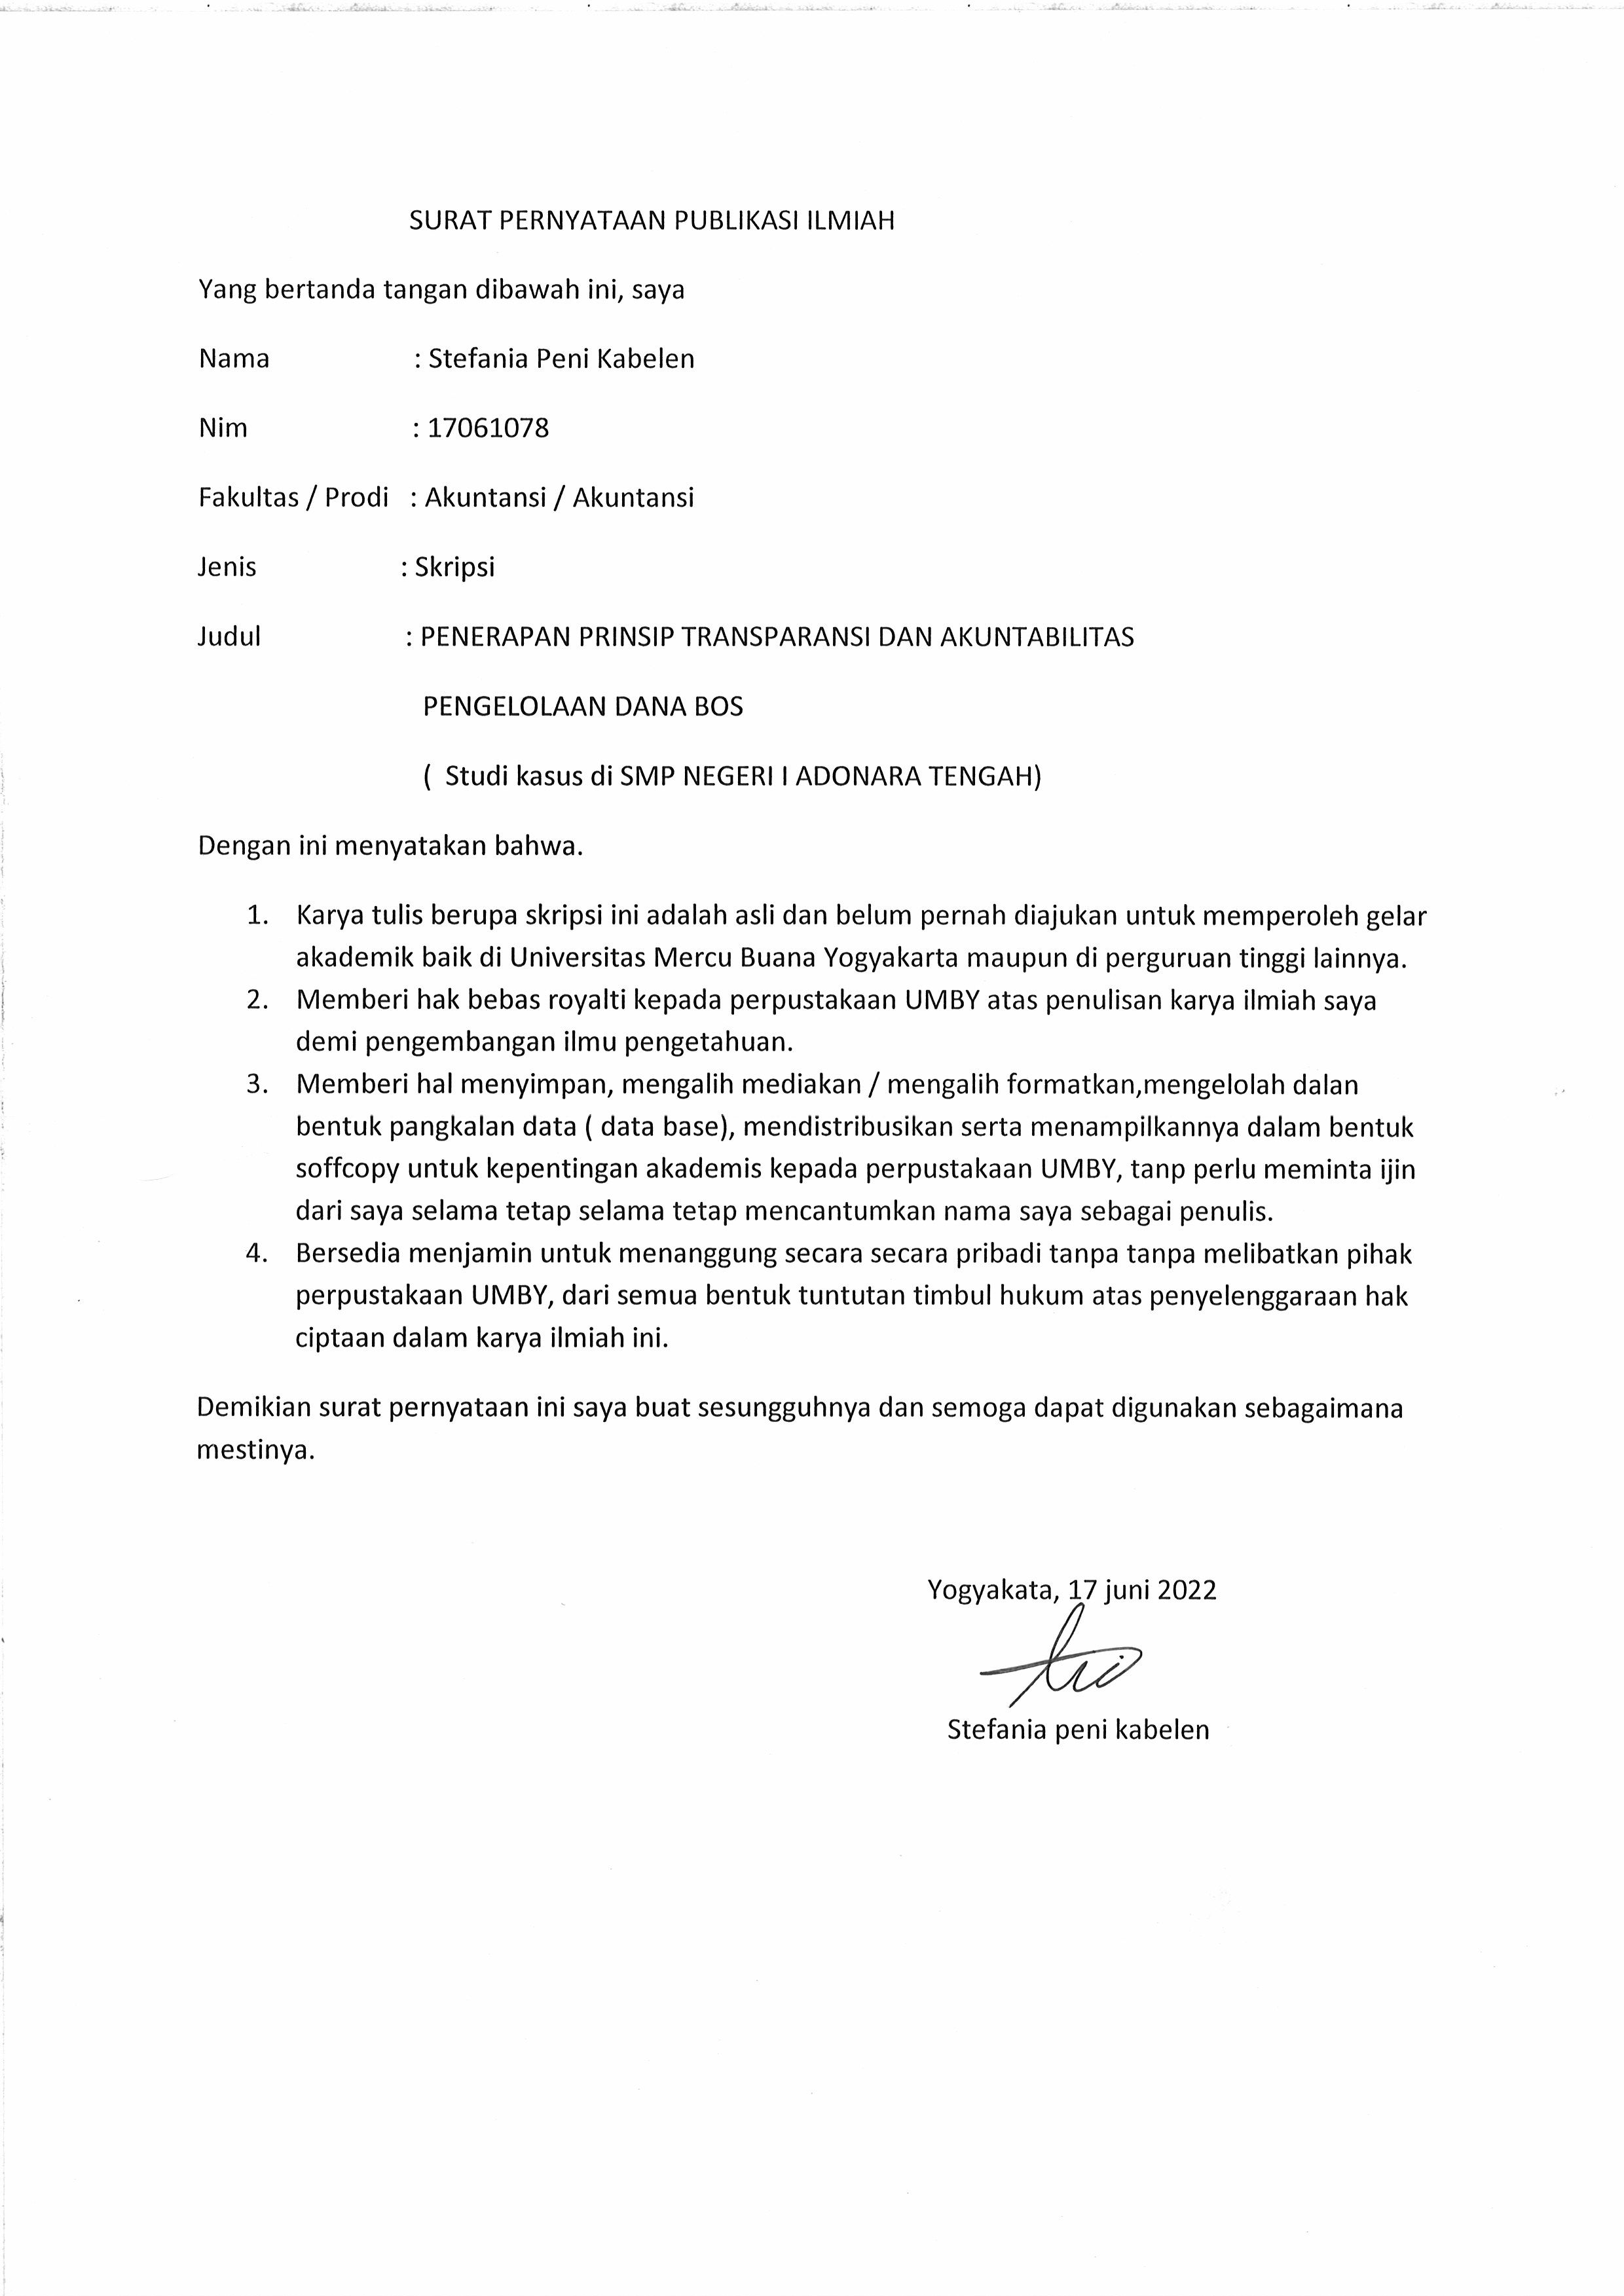 SURAT PERNYATAAN PUBLIKASI ILMIAH
Yang bertanda tangan dibawah ini, saya
Nama : Stefania Peni Kabelen
Nim : 17061078
Fakultas / Prodi : Akuntansi / Akuntansi
Jenis : Skripsi
Judul : PENERAPAN PRINSIP TRANSPARANSI DAN AKUNTABILITAS
PENGELOLAAN DANA BOS
( Studi kasus di SMP NEGERI I ADONARA TENGAH)
Dengan ini menyatakan bahwa.
1. Karya tulis berupa skripsi ini adalah asli dan belum pernah diajukan untuk memperoleh gelar
akademik baik di Universitas Mercu Buana Yogyakarta maupun di perguruan tinggi lainnya.
2. Memberi hak bebas royalti kepada perpustakaan UMBY atas penulisan karya ilmiah saya
demi pengembangan ilmu pengetahuan.
3. Memberi hal menyimpan, mengalih mediakan / mengalih formatkan,mengelolah dalan
bentuk pangkalan data ( data base), mendistribusikan serta menampilkannya dalam bentuk
soffcopy untuk kepentingan akademis kepada perpustakaan UMBY, tanp perlu meminta ijin
dari saya selama tetap selama tetap mencantumkan nama saya sebagai penulis.
4. Bersedia menjamin untuk menanggung secara secara pribadi tanpa tanpa melibatkan pihak
perpustakaan UMBY, dari semua bentuk tuntutan timbul hukum atas penyelenggaraan hak
ciptaan dalam karya ilmiah ini.
Demikian surat pernyataan ini saya buat sesungguhnya dan semoga dapat digunakan sebagaimana
mestinya.
Yogyakata, 17 juni 2022
Stefania peni kabelen